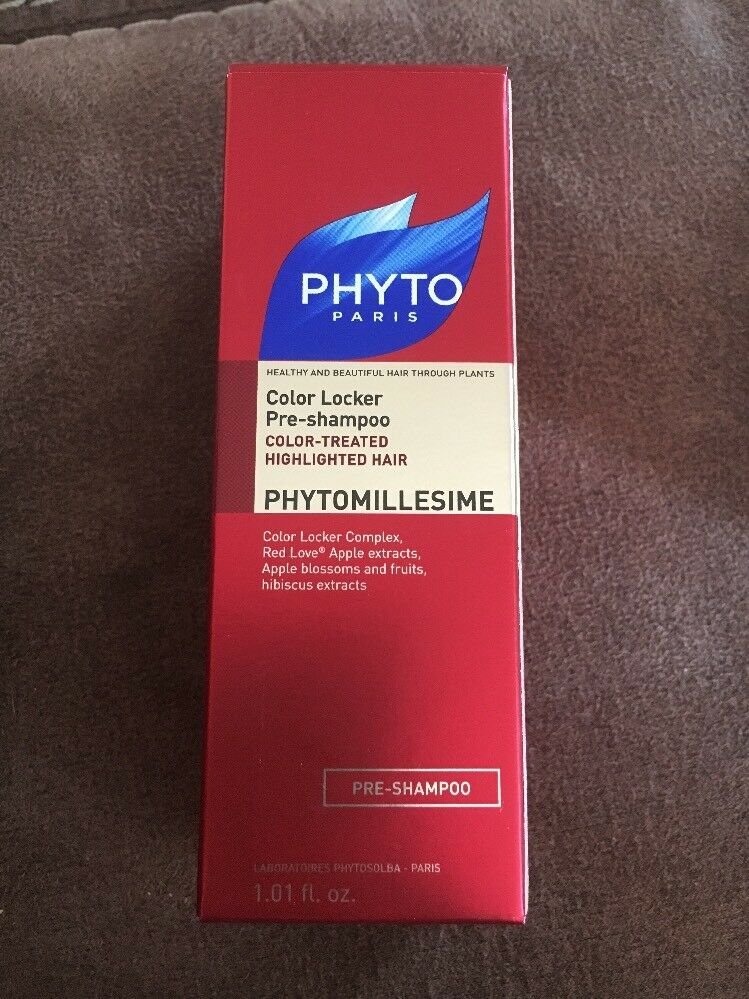 PHYTO
PARIS
HEALTHY AND BEAUTIFUL HAIR THROUGH PLANTS
Color Locker
Pre-shampoo
COLOR-TREATED
HIGHLIGHTED HAIR
PHYTOMILLESIME
Color Locker Complex,
Red Love® Apple extracts,
Apple blossoms and fruits,
hibiscus extracts
PRE-SHAMPOO
LABORATOIRES PHYTOSOLBA - PARIS
1.01 fl. oz.